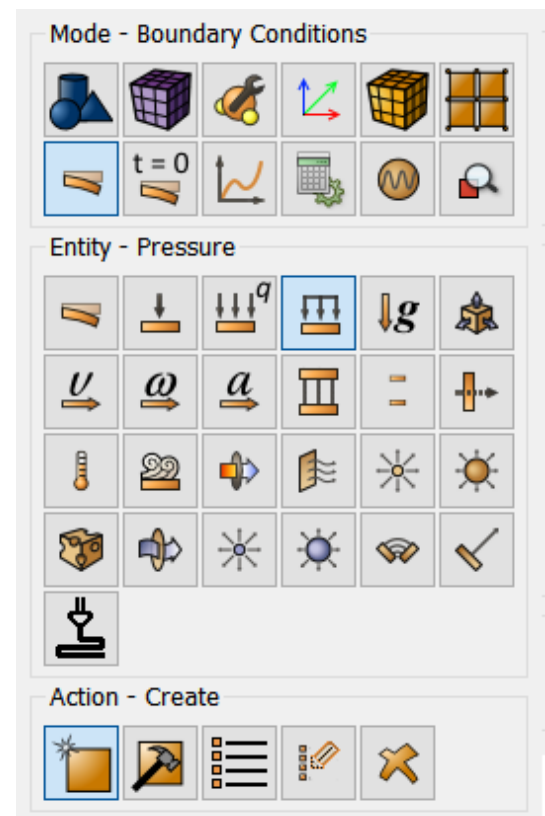 Mode - Boundary Conditions
t = 0
Entity - Pressure
q
g
v ω a
Action - Create